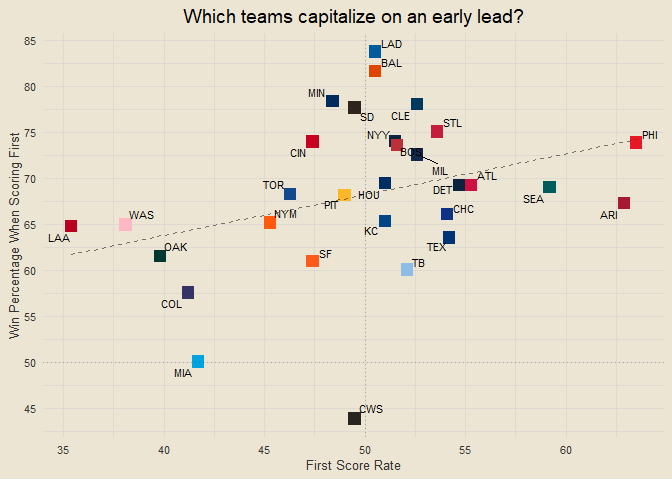 Which teams capitalize on an early lead?
85
LAD
80
BAL
MIN
SD
CLE
STL
75
NYY
PHI
CIN
BOS
MIL
70
TOR
HOU
DET
ATL
SEA
PIT
ARI
65
WAS
LAA
NYM
KC
CHC
TEX
OAK
SF
TB
60
COL
55
50
MIA
45
CWS
35
40
45
50
55
60
First Score Rate
Win Percentage When Scoring First